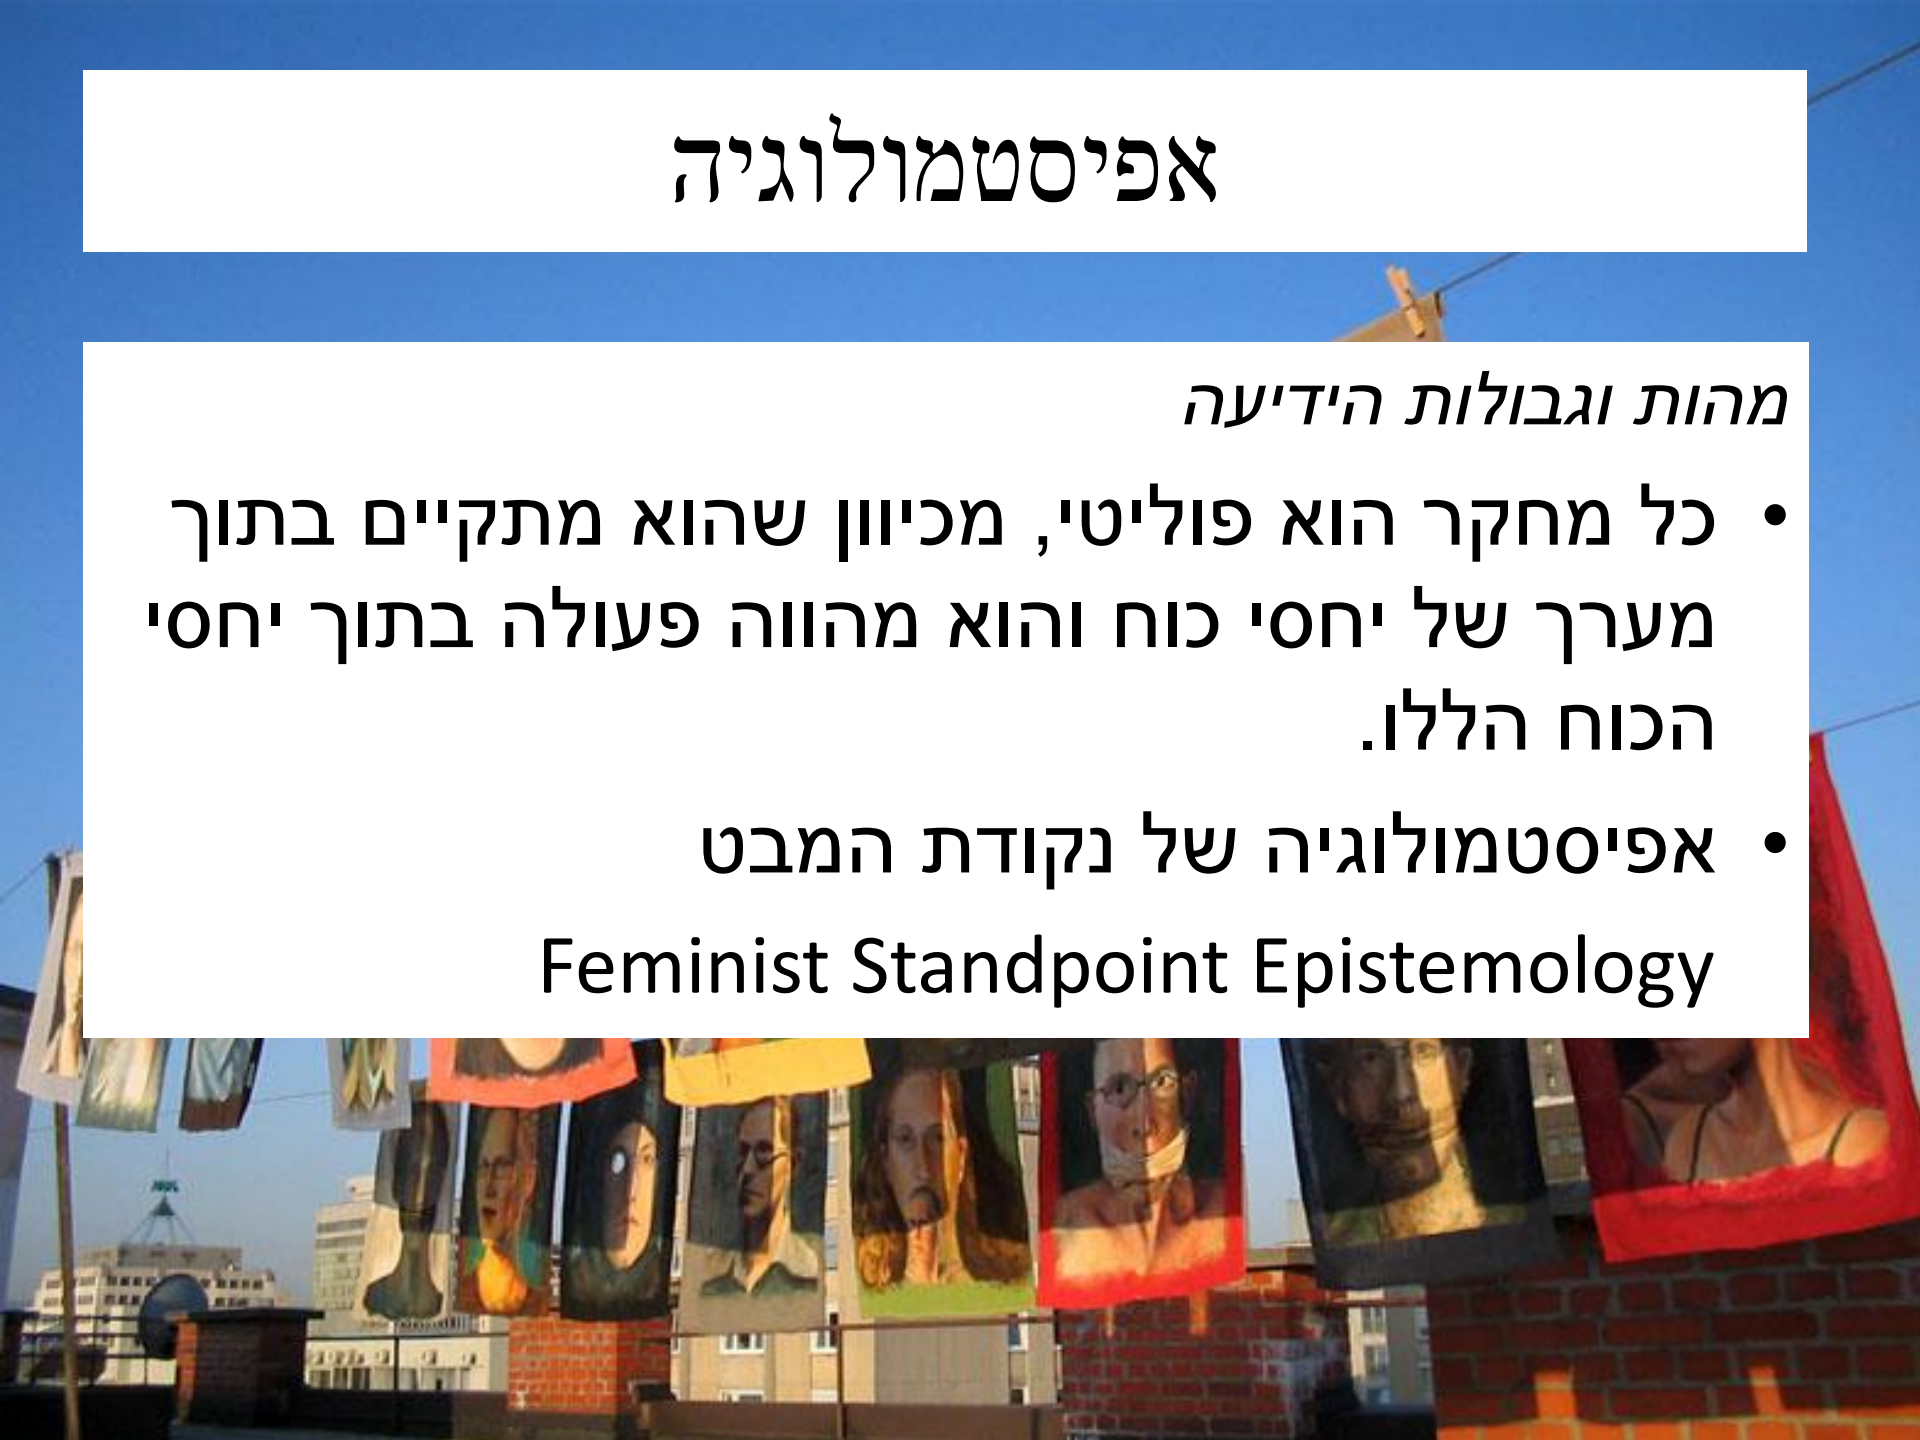 אפיסטמולוגיה
מהות וגבולות הידיעה
• כל מחקר הוא פוליטי, מכיוון שהוא מתקיים בתוך
מערך של יחסי כוח והוא מהווה פעולה בתוך יחסי
הכוח הללו.
• אפיסטמולוגיה של נקודת המבט
Feminist Standpoint Epistemology